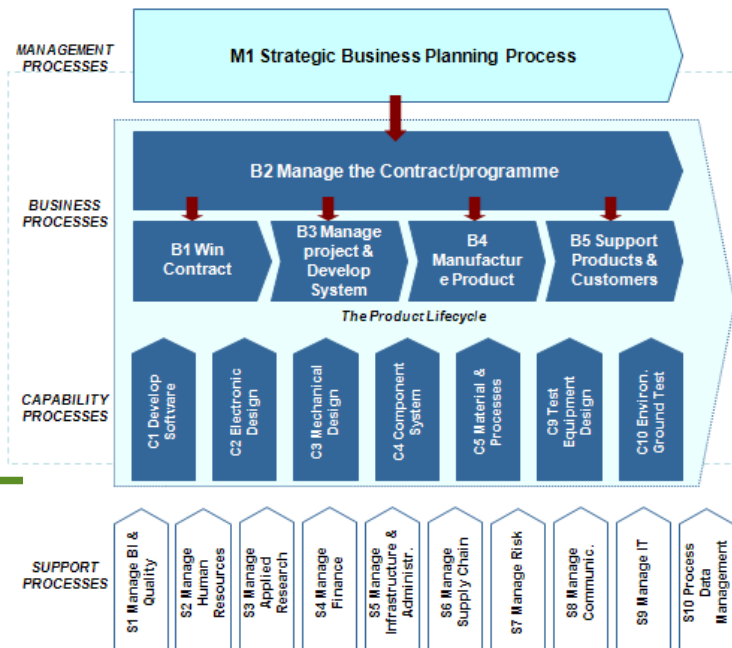 MANAGEMENT
PROCESSES
M1 Strategic Business Planning Process
B2 Manage the Contract/programme
BUSINESS
PROCESSES
B1 Win
Contract
B3 Manage
project &
Develop
System
B4
Manufactur
e Product
B5 Support
Products &
Customers
The Product Lifecycle
CAPABILITY
PROCESSES
C1 Develop
Software
C2 Electronic
Design
C3 Mechanical
Design
C4 Component
System
C5 Material &
Processes
C9 Test
Equipment
Design
C10 Environ.
Ground Test
SUPPORT
PROCESSES
S1 Manage BI &
Quality
S2 Manage
Human
Resources
S3 Manage
Applied
Research
S4 Manage
Finance
S5 Manage
Infrastructure &
Administr.
S6 Manage
Supply Chain
S7 Manage Risk
S8 Manage
Communic.
S9 Manage IT
S10 Process
Data
Management